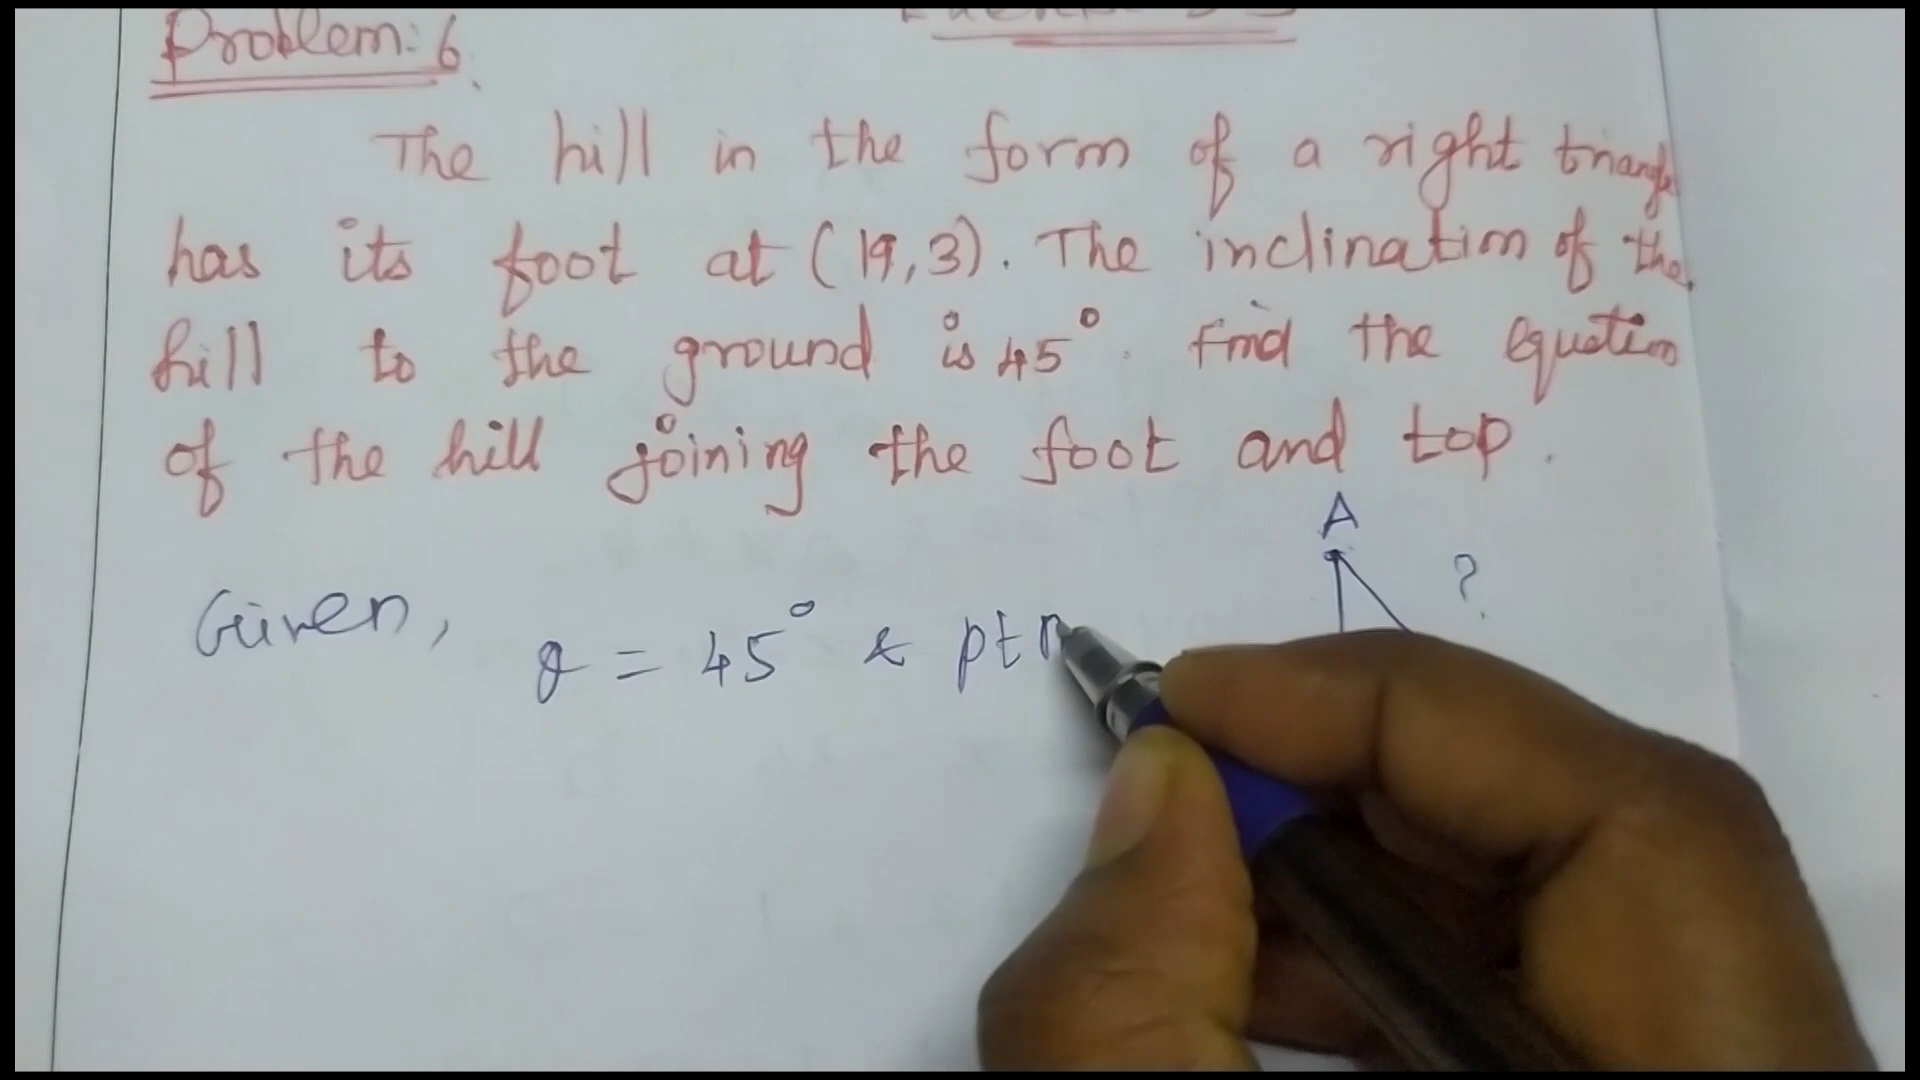 Problem: 6.
The hill in the form of a right triangle
has its foot at (19,3). The inclination of the
hill to the ground is 45°. Find the equation
of the hill joining the foot and top.
A
?
Given, θ = 45° & pt